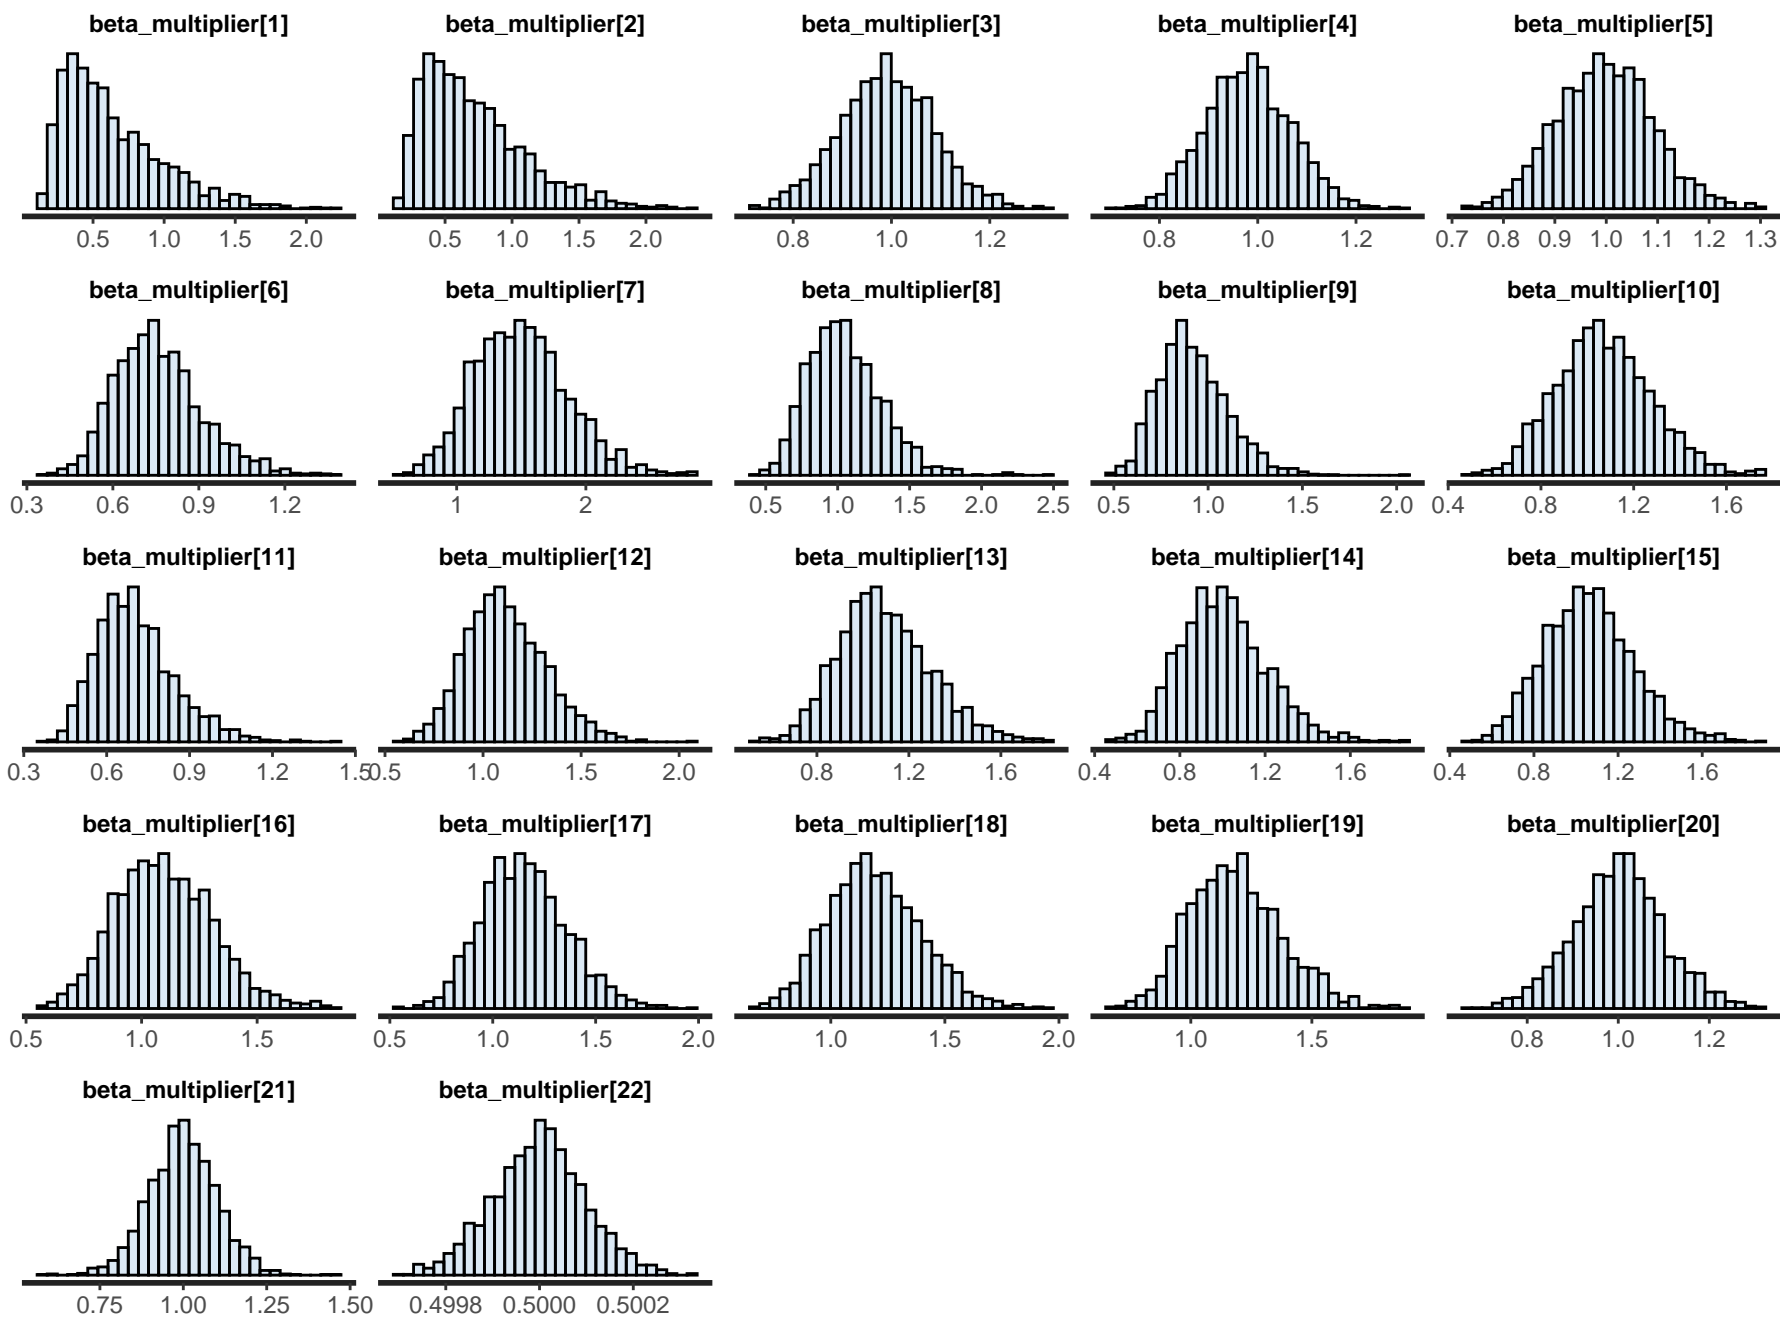 beta_multiplier[1] beta_multiplier[2] beta_multiplier[3] beta_multiplier[4] beta_multiplier[5]
0.5 1.0 1.5 2.0 0.5 1.0 1.5 2.0 0.8 1.0 1.2 0.8 1.0 1.2 0.7 0.8 0.9 1.0 1.1 1.2 1.3
beta_multiplier[6] beta_multiplier[7] beta_multiplier[8] beta_multiplier[9] beta_multiplier[10]
0.3 0.6 0.9 1.2 1 2 0.5 1.0 1.5 2.0 2.5 0.5 1.0 1.5 2.0 0.4 0.8 1.2 1.6
beta_multiplier[11] beta_multiplier[12] beta_multiplier[13] beta_multiplier[14] beta_multiplier[15]
0.3 0.6 0.9 1.2 1.5 0.5 1.0 1.5 2.0 0.8 1.2 1.6 0.4 0.8 1.2 1.6 0.4 0.8 1.2 1.6
beta_multiplier[16] beta_multiplier[17] beta_multiplier[18] beta_multiplier[19] beta_multiplier[20]
0.5 1.0 1.5 0.5 1.0 1.5 2.0 1.0 1.5 2.0 1.0 1.5 0.8 1.0 1.2
beta_multiplier[21] beta_multiplier[22]
0.75 1.00 1.25 1.50 0.4998 0.5000 0.5002